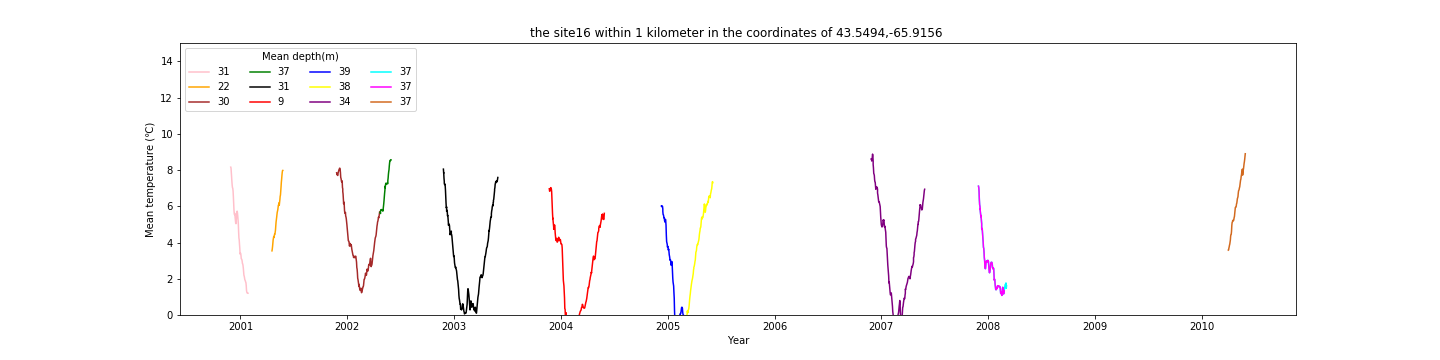 the site16 within 1 kilometer in the coordinates of 43.5494,-65.9156
Mean depth(m)
31 37 39 37
22 31 38 37
30 9 34 37
14
12
10
8
6
4
2
0
Mean temperature (℃)
2001 2002 2003 2004 2005 2006 2007 2008 2009 2010
Year